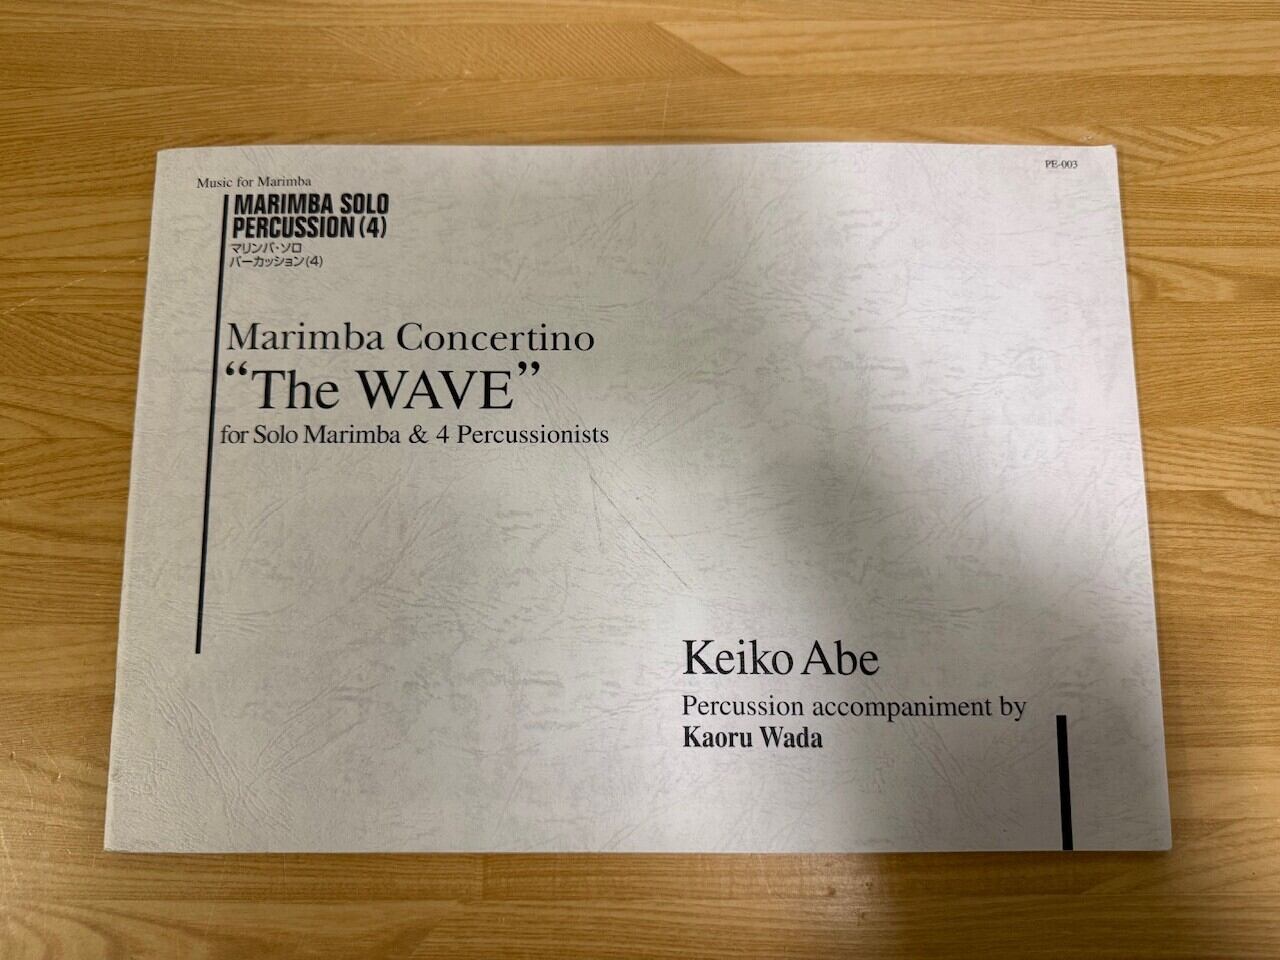 PE-003
Music for Marimba
MARIMBA SOLO
PERCUSSION (4)
マリンバ・ソロ
パーカッション(4)
Marimba Concertino
“The WAVE”
for Solo Marimba & 4 Percussionists
Keiko Abe
Percussion accompaniment by
Kaoru Wada